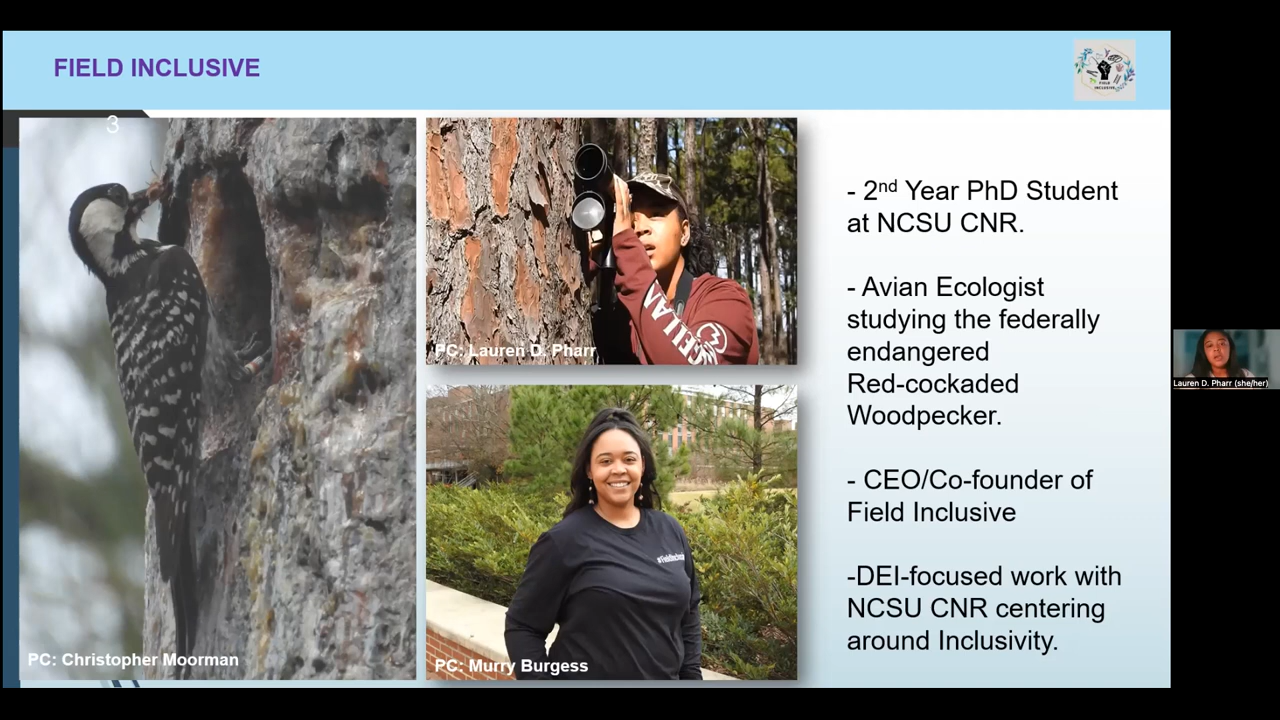 FIELD INCLUSIVE
FIELD
INCLUSIVE
3
PC: Christopher Moorman
PC: Lauren D. Pharr
PC: Murry Burgess
- 2nd Year PhD Student
at NCSU CNR.
- Avian Ecologist
studying the federally
endangered
Red-cockaded
Woodpecker.
- CEO/Co-founder of
Field Inclusive
-DEI-focused work with
NCSU CNR centering
around Inclusivity.
Lauren D. Pharr (she/her)